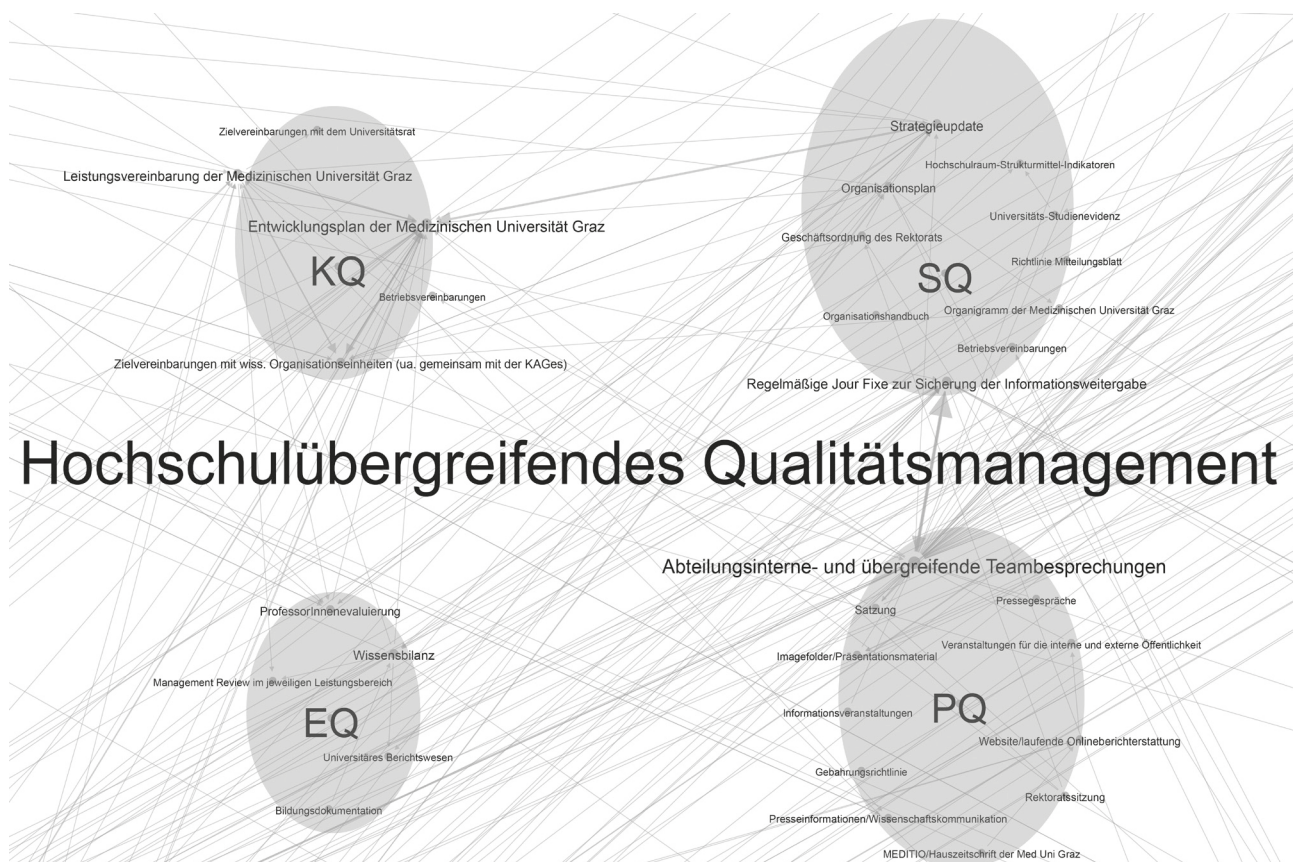 Zielvereinbarungen mit dem Universitätsrat
Leistungsvereinbarung der Medizinischen Universität Graz
Entwicklungsplan der Medizinischen Universität Graz
KQ
Betriebsvereinbarungen
Zielvereinbarungen mit wiss. Organisationseinheiten (ua. gemeinsam mit der KAGes)
Strategieupdate
Hochschulraum-Strukturmittel-Indikatoren
Organisationsplan
Universitäts-Studienevidenz
Geschäftsordnung des Rektorats
Richtlinie Mitteilungsblatt
SQ
Organigramm der Medizinischen Universität Graz
Organisationshandbuch
Betriebsvereinbarungen
Regelmäßige Jour Fixe zur Sicherung der Informationsweitergabe
Hochschulübergreifendes Qualitätsmanagement
ProfessorInnenevaluierung
Wissensbilanz
Management Review im jeweiligen Leistungsbereich
EQ
Universitäres Berichtswesen
Bildungsdokumentation
Abteilungsinterne- und übergreifende Teambesprechungen
Pressegespräche
Satzung
Veranstaltungen für die interne und externe Öffentlichkeit
Imagefolder/Präsentationsmaterial
PQ
Informationsveranstaltungen
Website/laufende Onlineberichterstattung
Gebahrungsrichtlinie
Rektoratssitzung
Presseinformationen/Wissenschaftskommunikation
MEDITIO/Hauszeitschrift der Med Uni Graz